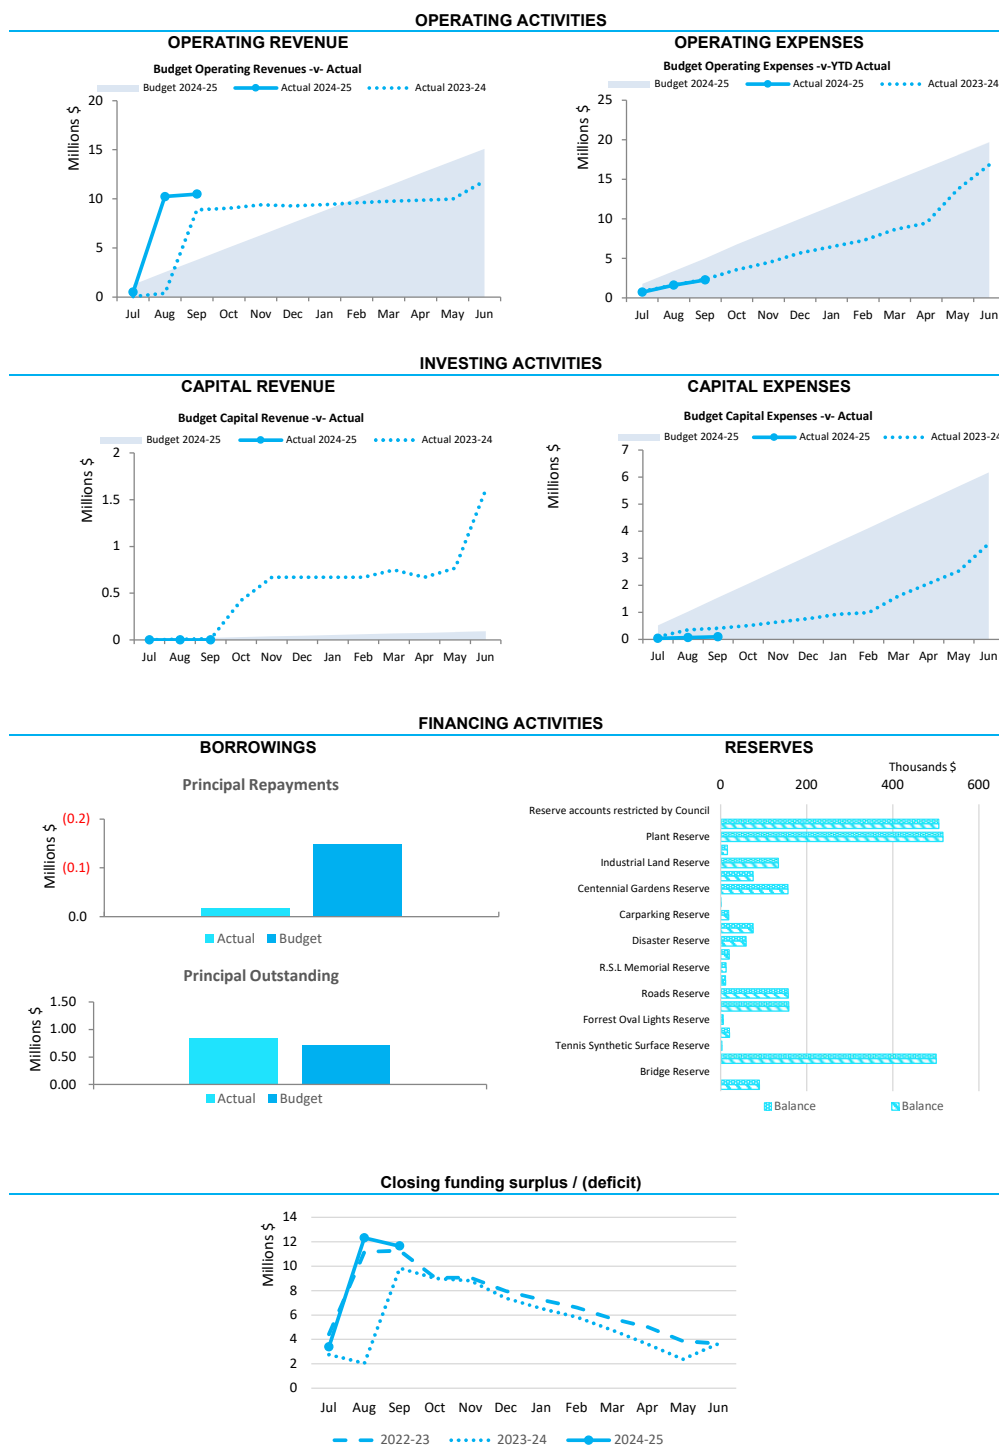 OPERATING ACTIVITIES
OPERATING REVENUE
Budget Operating Revenues -v- Actual
Budget 2024-25 Actual 2024-25 Actual 2023-24
Millions $
20
15
10
5
0
Jul Aug Sep Oct Nov Dec Jan Feb Mar Apr May Jun
OPERATING EXPENSES
Budget Operating Expenses -v-YTD Actual
Budget 2024-25 Actual 2024-25 Actual 2023-24
Millions $
25
20
15
10
5
0
Jul Aug Sep Oct Nov Dec Jan Feb Mar Apr May Jun
INVESTING ACTIVITIES
CAPITAL REVENUE
Budget Capital Revenue -v- Actual
Budget 2024-25 Actual 2024-25 Actual 2023-24
Millions $
2
1.5
1
0.5
0
Jul Aug Sep Oct Nov Dec Jan Feb Mar Apr May Jun
CAPITAL EXPENSES
Budget Capital Expenses -v- Actual
Budget 2024-25 Actual 2024-25 Actual 2023-24
Millions $
7
6
5
4
3
2
1
0
Jul Aug Sep Oct Nov Dec Jan Feb Mar Apr May Jun
FINANCING ACTIVITIES
BORROWINGS
Principal Repayments
Millions $
(0.2)
(0.1)
0.0
Actual Budget
Principal Outstanding
Millions $
1.50
1.00
0.50
0.00
Actual Budget
RESERVES
Thousands $
0 200 400 600
Reserve accounts restricted by Council
Plant Reserve
Industrial Land Reserve
Centennial Gardens Reserve
Carparking Reserve
Disaster Reserve
R.S.L Memorial Reserve
Roads Reserve
Forrest Oval Lights Reserve
Tennis Synthetic Surface Reserve
Bridge Reserve
Balance Balance
Closing funding surplus / (deficit)
Millions $
14
12
10
8
6
4
2
0
Jul Aug Sep Oct Nov Dec Jan Feb Mar Apr May Jun
2022-23 2023-24 2024-25